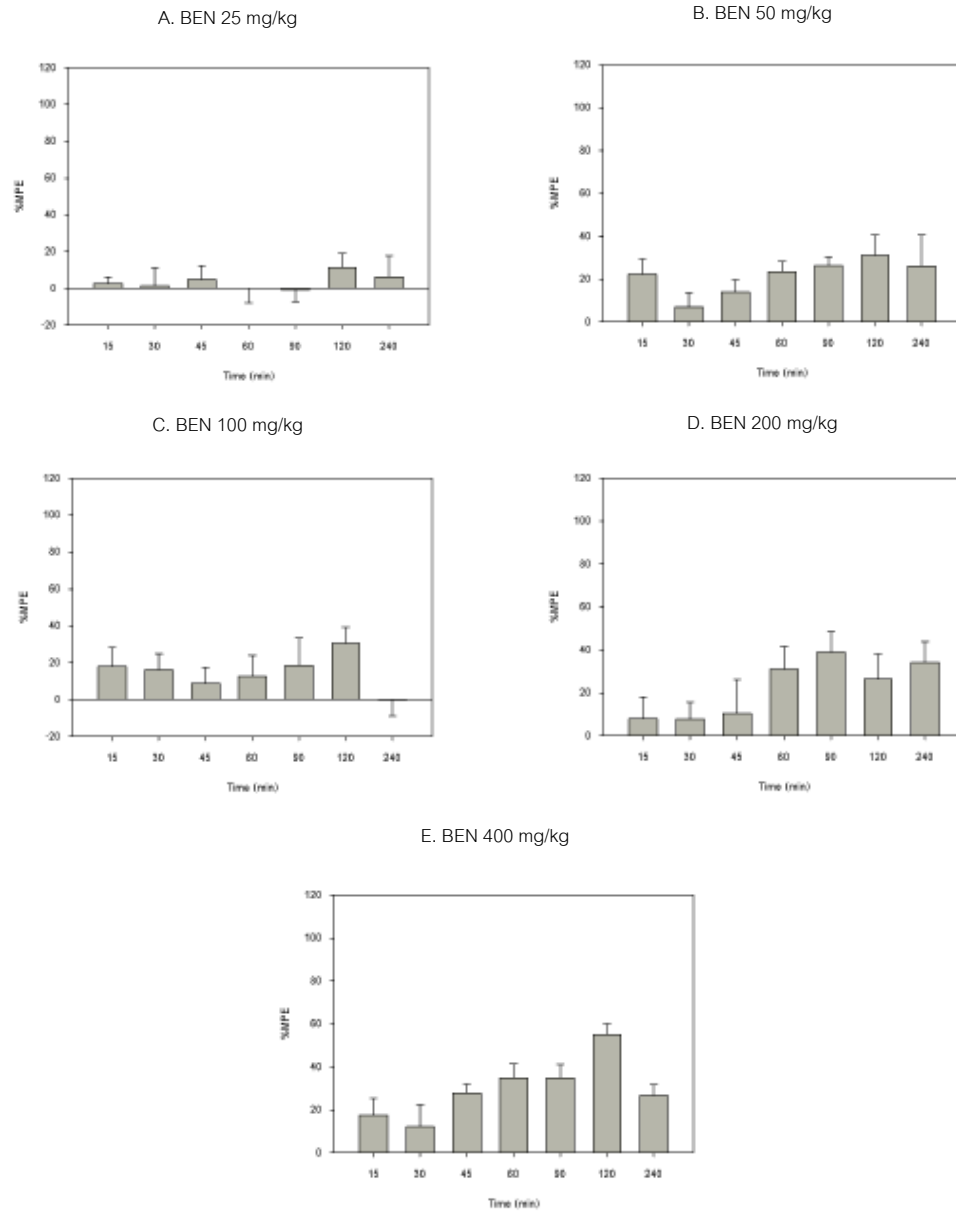 A. BEN 25 mg/kg
120
100
80
60
40
20
0
-20
%MPE
15 30 45 60 90 120 240
Time (min)
B. BEN 50 mg/kg
120
100
80
60
40
20
0
%MPE
15 30 45 60 90 120 240
Time (min)
C. BEN 100 mg/kg
120
100
80
60
40
20
0
-20
%MPE
15 30 45 60 90 120 240
Time (min)
D. BEN 200 mg/kg
120
100
80
60
40
20
0
%MPE
15 30 45 60 90 120 240
Time (min)
E. BEN 400 mg/kg
120
100
80
60
40
20
0
%MPE
15 30 45 60 90 120 240
Time (min)